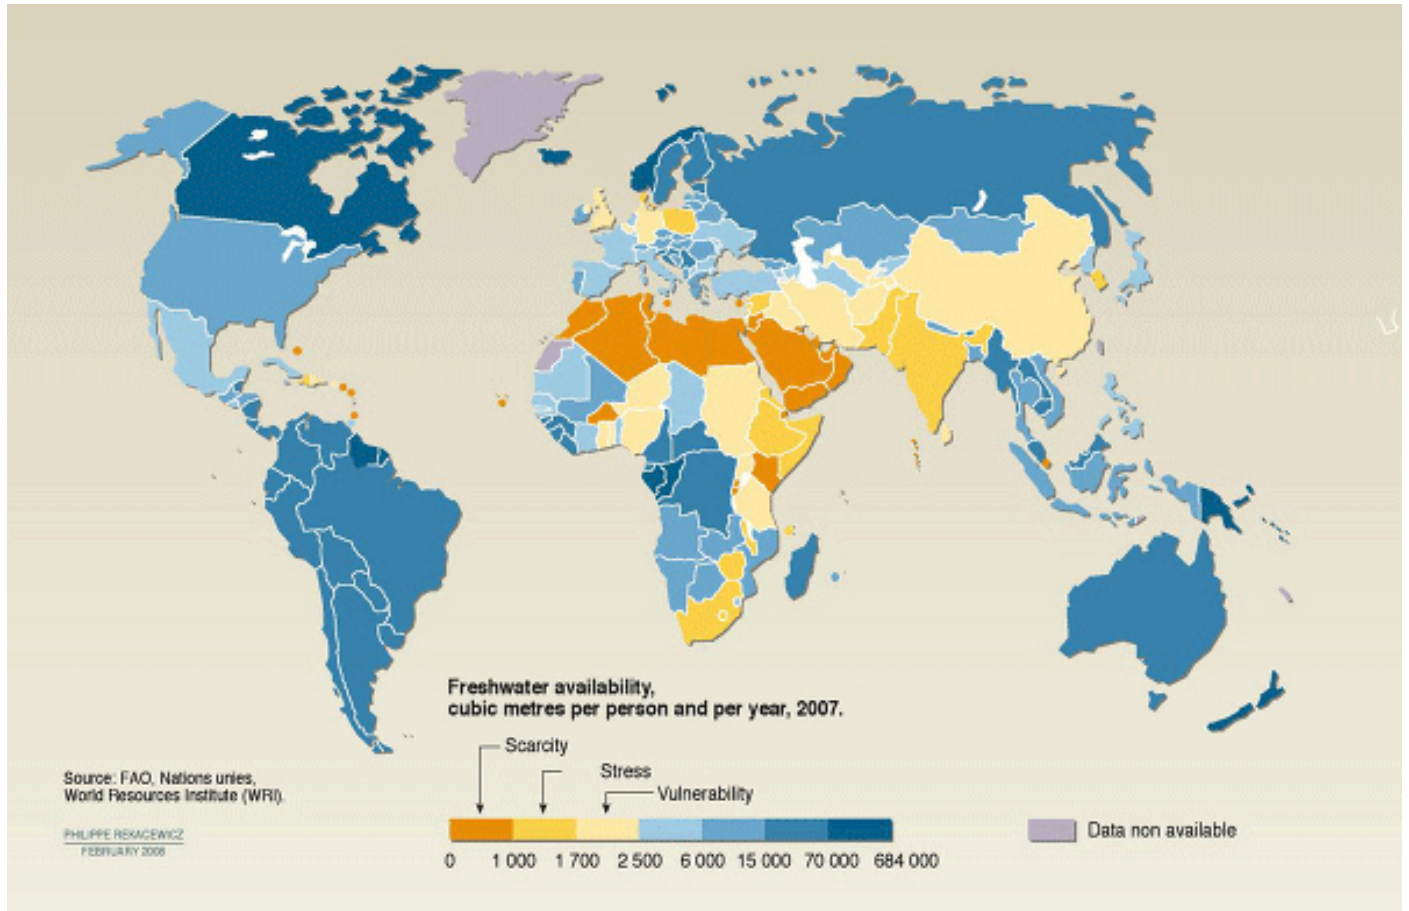 Freshwater availability,
cubic metres per person and per year, 2007.
Scarcity
Stress
Vulnerability
0 1 000 1 700 2 500 6 000 15 000 70 000 684 000
Data non available
Source: FAO, Nations unies,
World Resources Institute (WRI).
PHILIPPE REKACEWICZ
FEBRUARY 2008